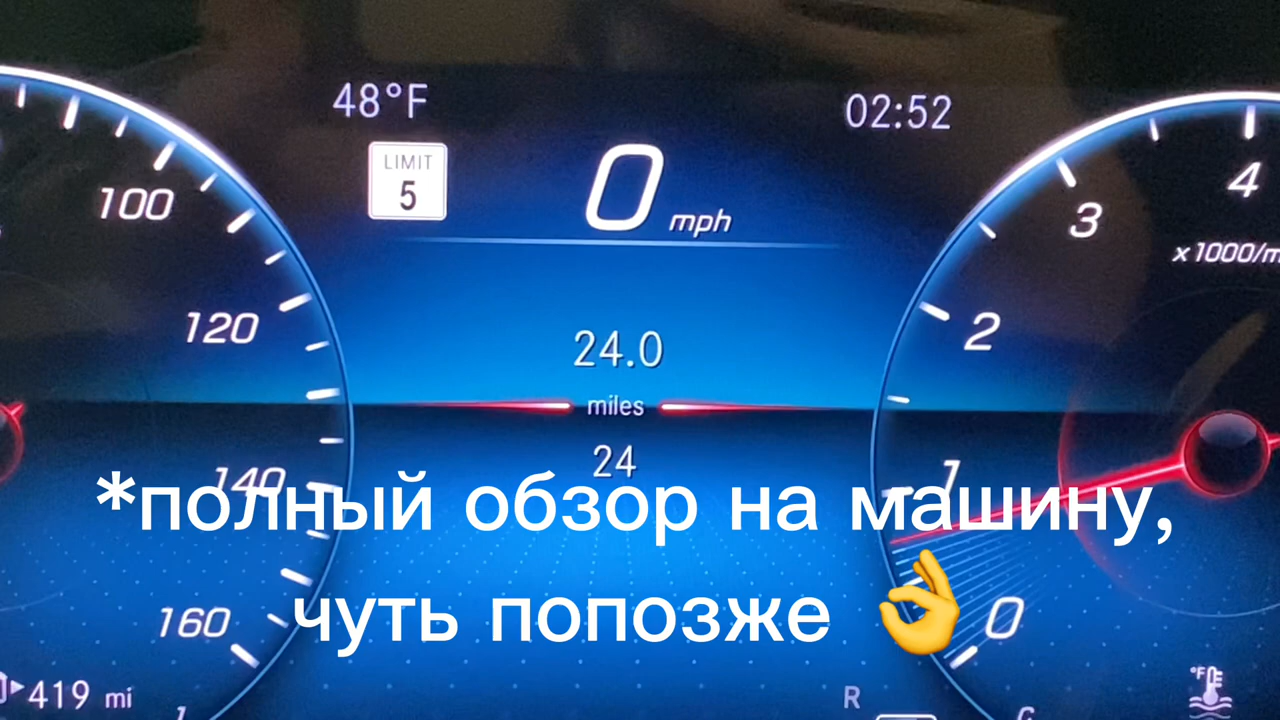 48°F
02:52
LIMIT
5
0 mph
100
120
140
160
24.0
miles
24
4
3
x1000/m
2
1
0
*полный обзор на машину,
чуть попозже 👌
419 mi
R
°F
C